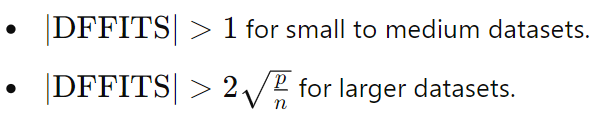 • |DFFITS| > 1 for small to medium datasets.
• |DFFITS| > 2√(p/n) for larger datasets.